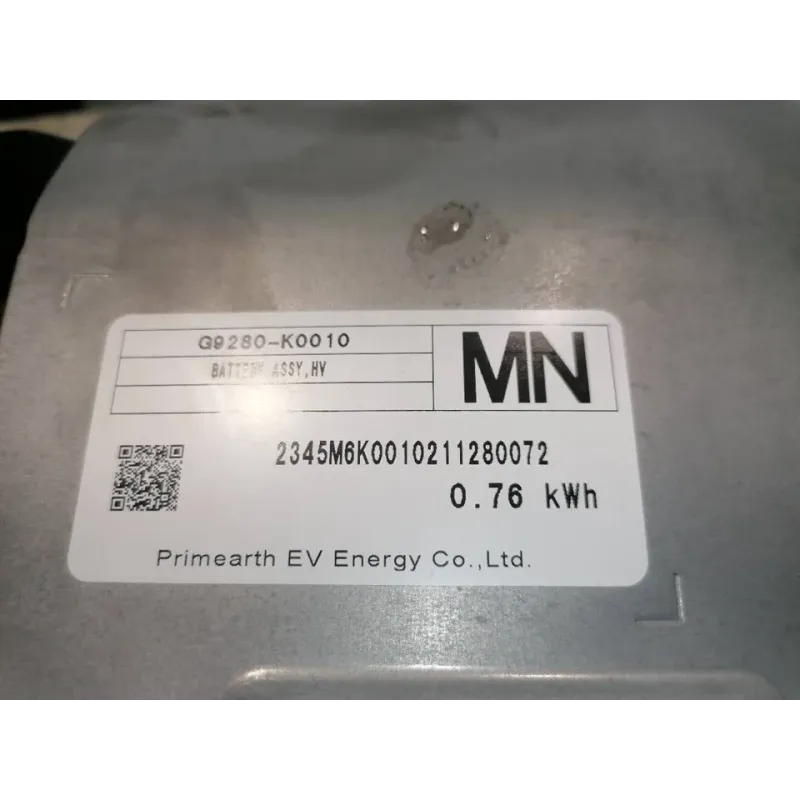 G9280-K0010
BATTERY ASSY,HV
MN
2345M6K0010211280072
0.76 kWh
Primearth EV Energy Co.,Ltd.